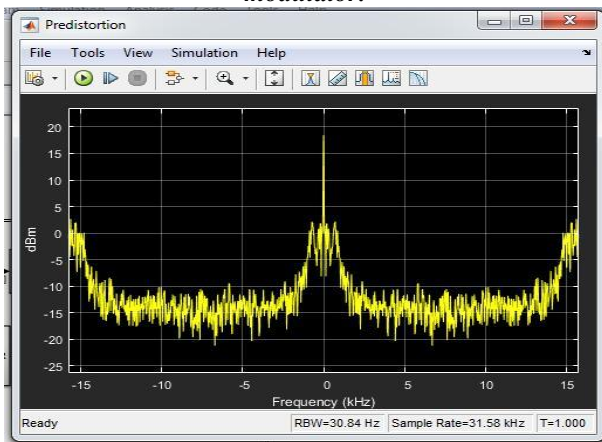 Predistortion
File Tools View Simulation Help
20
15
10
5
0
-5
-10
-15
-20
-25
dBm
-15 -10 -5 0 5 10 15
Frequency (kHz)
Ready RBW=30.84 Hz Sample Rate=31.58 kHz T=1.000